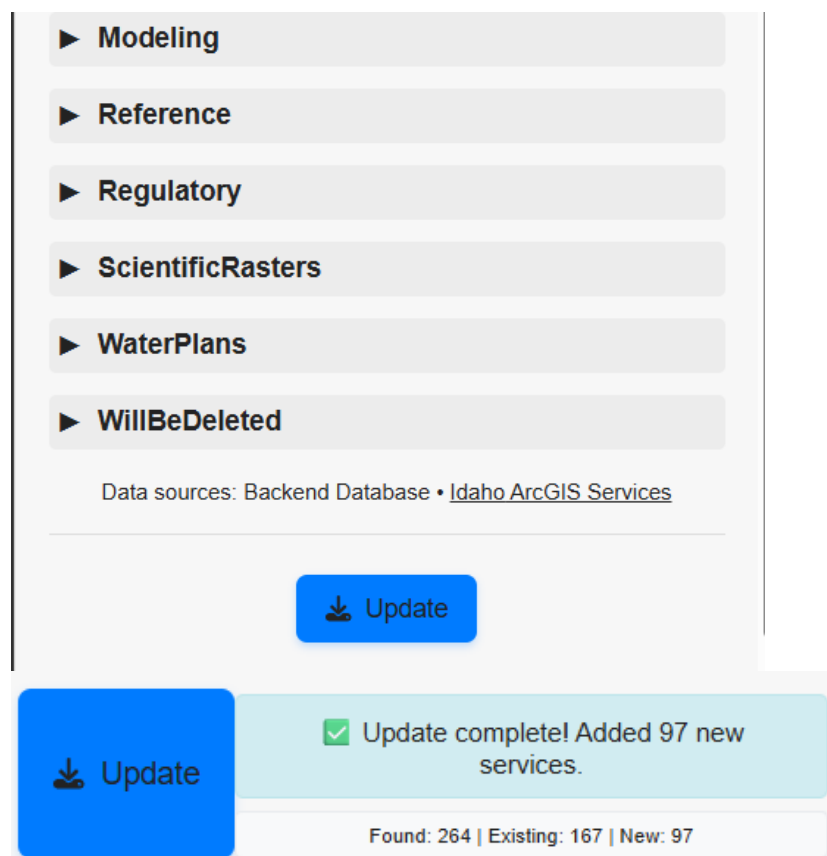 ▶ Modeling
▶ Reference
▶ Regulatory
▶ ScientificRasters
▶ WaterPlans
▶ WillBeDeleted
Data sources: Backend Database • Idaho ArcGIS Services
Update
Update
✅ Update complete! Added 97 new
services.
Found: 264 | Existing: 167 | New: 97